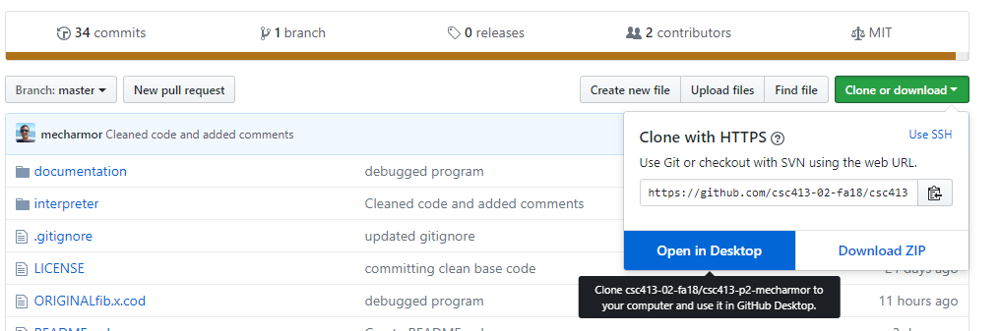 34 commits 1 branch 0 releases 2 contributors MIT
Branch: master New pull request Create new file Upload files Find file Clone or download
mecharmor Cleaned code and added comments
Clone with HTTPS Use SSH
Use Git or checkout with SVN using the web URL.
https://github.com/csc413-02-fa18/csc413
Open in Desktop Download ZIP
Clone csc413-02-fa18/csc413-p2-mecharmor to
your computer and use it in GitHub Desktop.
documentation debugged program
interpreter Cleaned code and added comments
.gitignore updated gitignore
LICENSE committing clean base code 21 days ago
ORIGINALfib.x.cod debugged program 11 hours ago